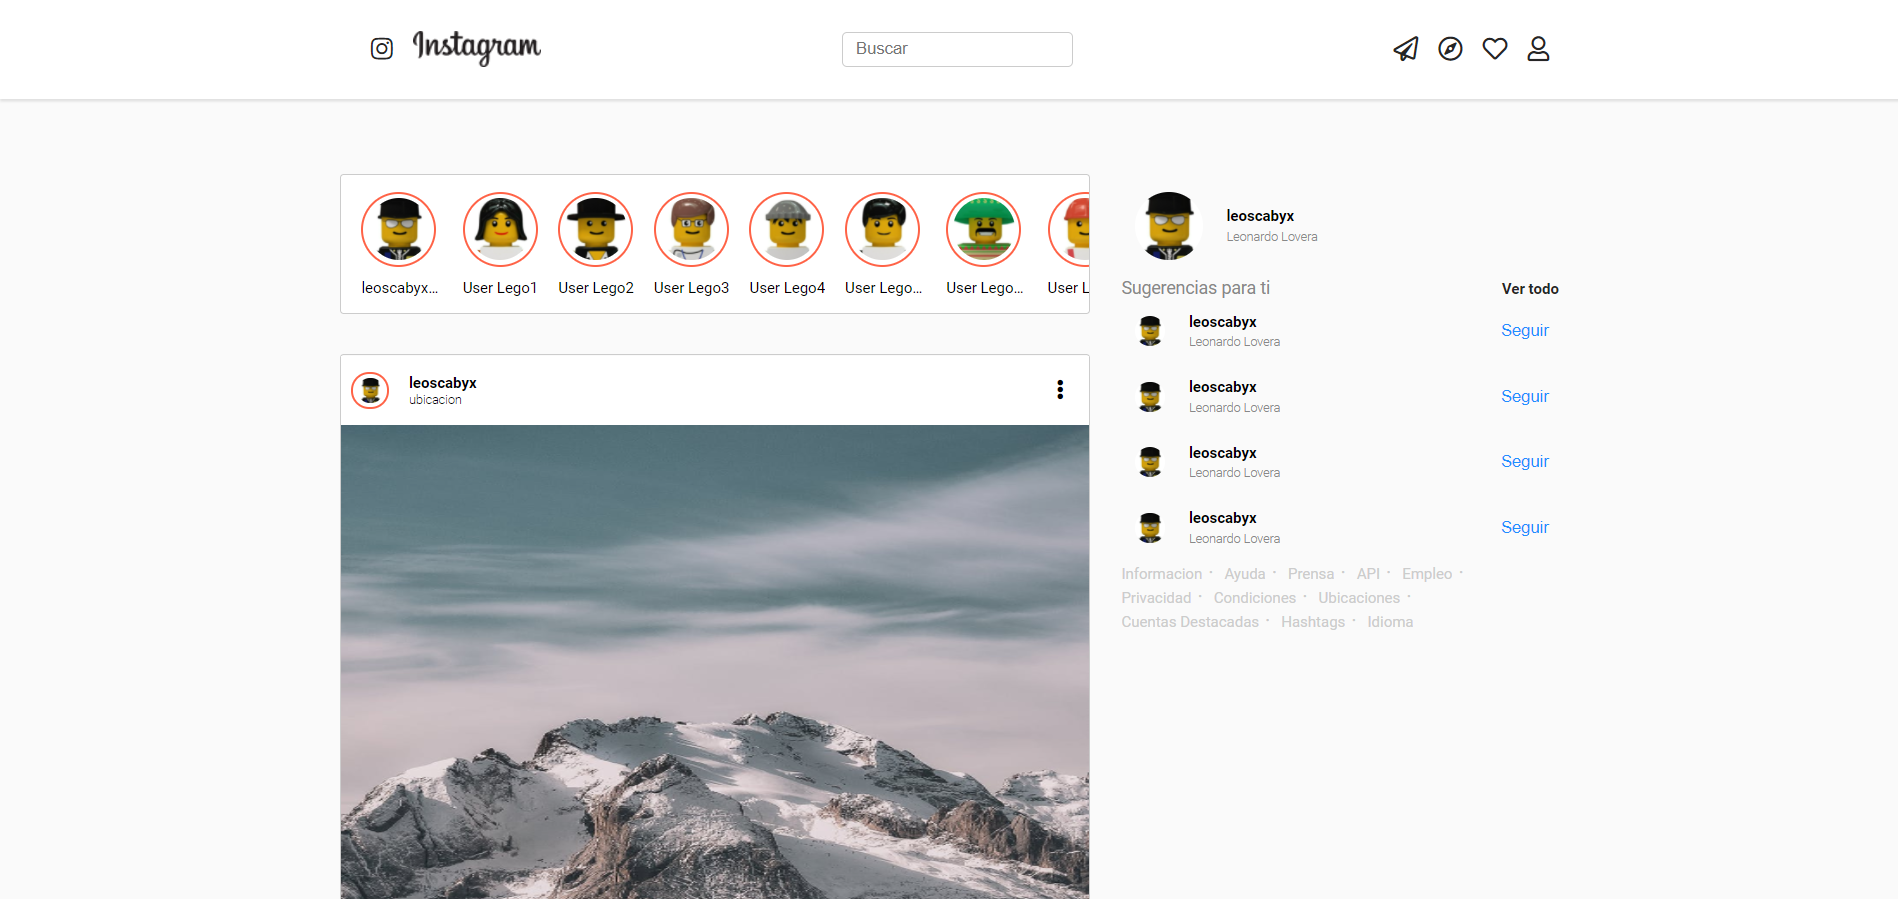 Instagram
Buscar
leoscabyx...
User Lego1
User Lego2
User Lego3
User Lego4
User Lego...
User Lego...
User L
leoscabyx
ubicacion
leoscabyx
Leonardo Lovera
Sugerencias para ti
Ver todo
leoscabyx
Leonardo Lovera
Seguir
leoscabyx
Leonardo Lovera
Seguir
leoscabyx
Leonardo Lovera
Seguir
leoscabyx
Leonardo Lovera
Seguir
Informacion · Ayuda · Prensa · API · Empleo ·
Privacidad · Condiciones · Ubicaciones ·
Cuentas Destacadas · Hashtags · Idioma